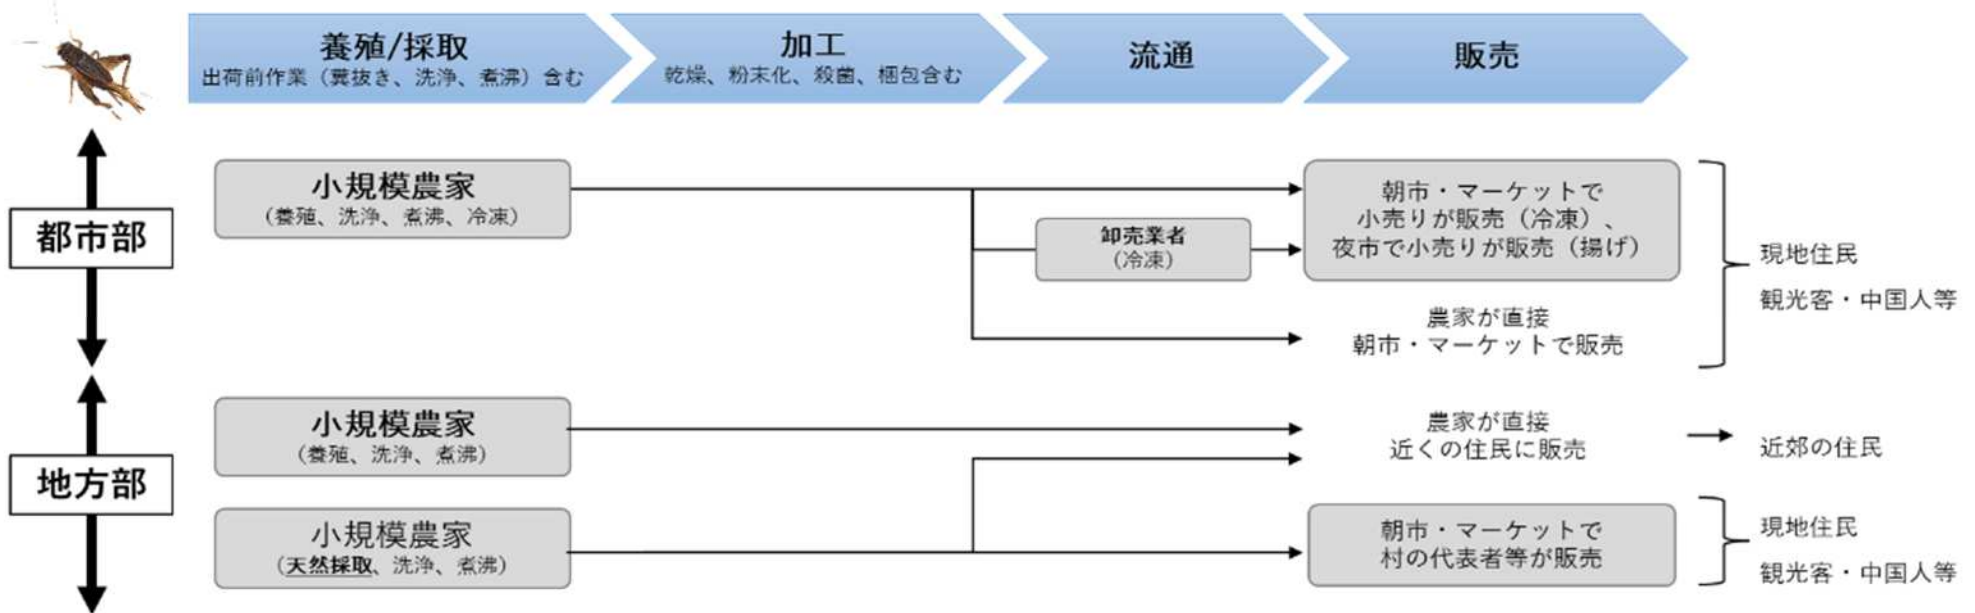 養殖/採取
出荷前作業（糞抜き、洗浄、煮沸）含む
加工
乾燥、粉末化、殺菌、梱包含む
流通
販売
都市部
小規模農家
（養殖、洗浄、煮沸、冷凍）
卸売業者
（冷凍）
朝市・マーケットで
小売りが販売（冷凍）、
夜市で小売りが販売（揚げ）
農家が直接
朝市・マーケットで販売
現地住民
観光客・中国人等
地方部
小規模農家
（養殖、洗浄、煮沸）
農家が直接
近くの住民に販売
近郊の住民
小規模農家
（天然採取、洗浄、煮沸）
朝市・マーケットで
村の代表者等が販売
現地住民
観光客・中国人等